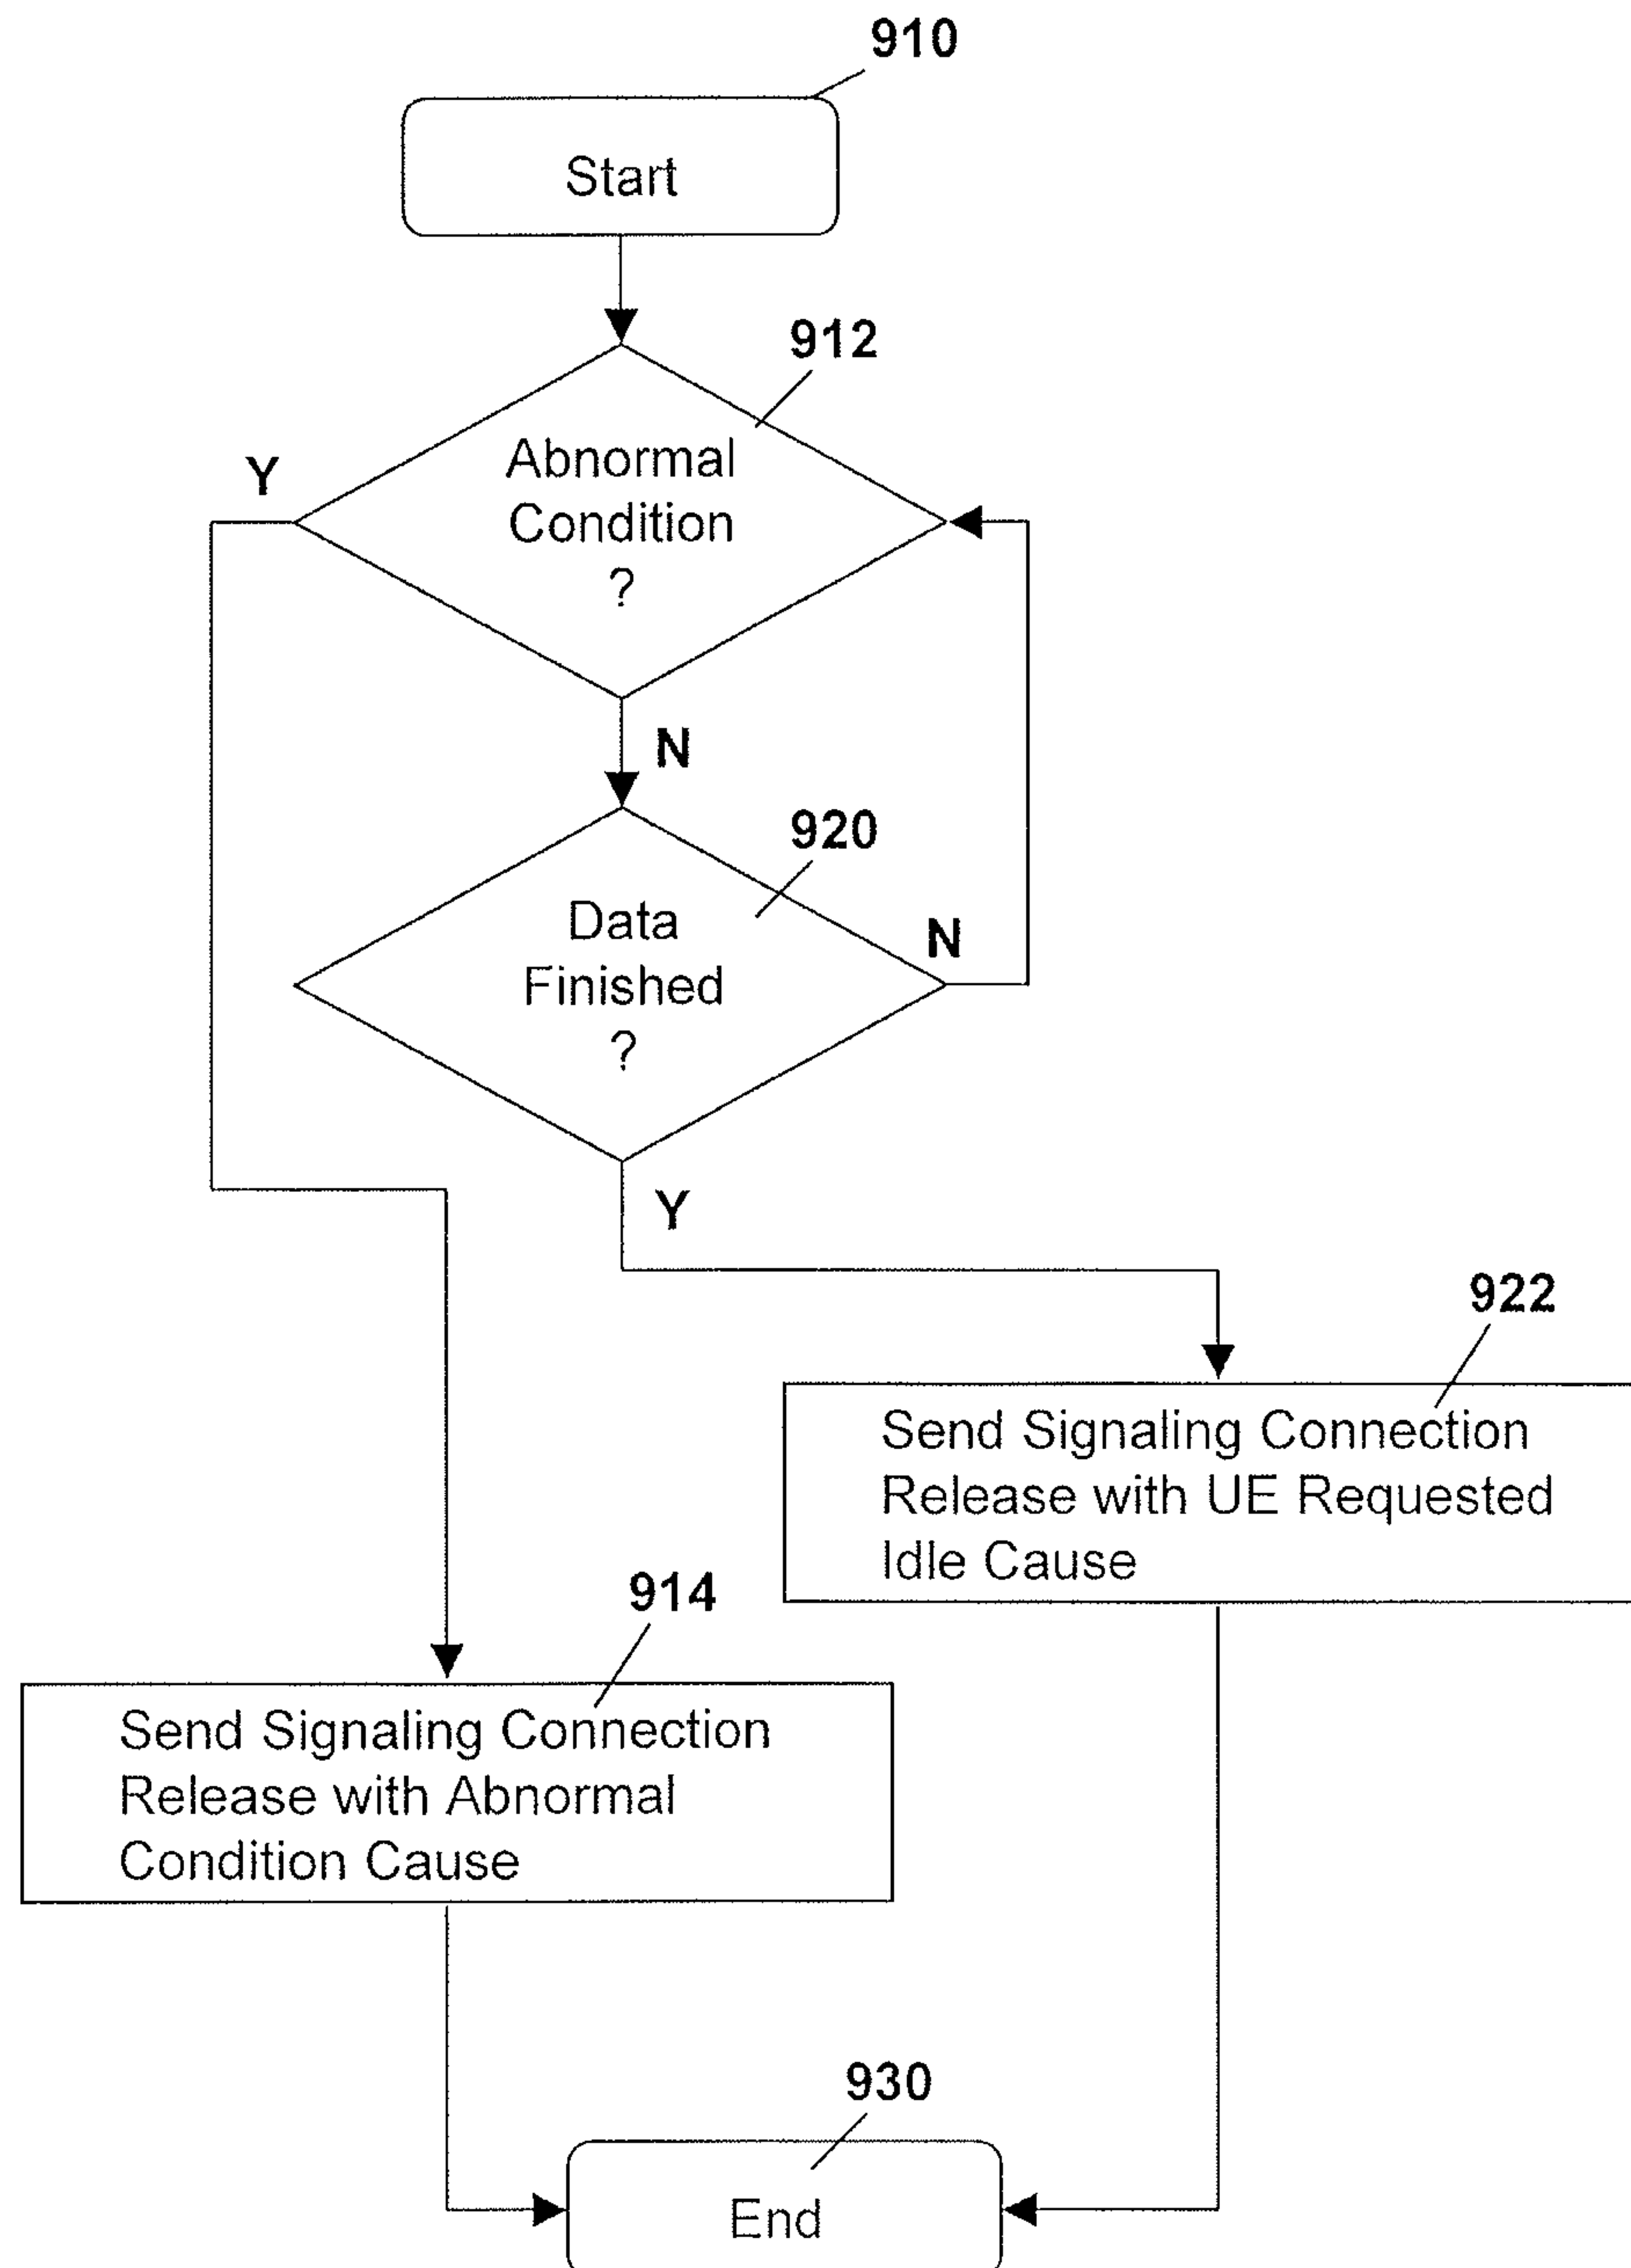 910
Start
912
Abnormal
Condition
?
Y
N
920
Data
Finished
?
N
Y
922
Send Signaling Connection
Release with UE Requested
Idle Cause
914
Send Signaling Connection
Release with Abnormal
Condition Cause
930
End